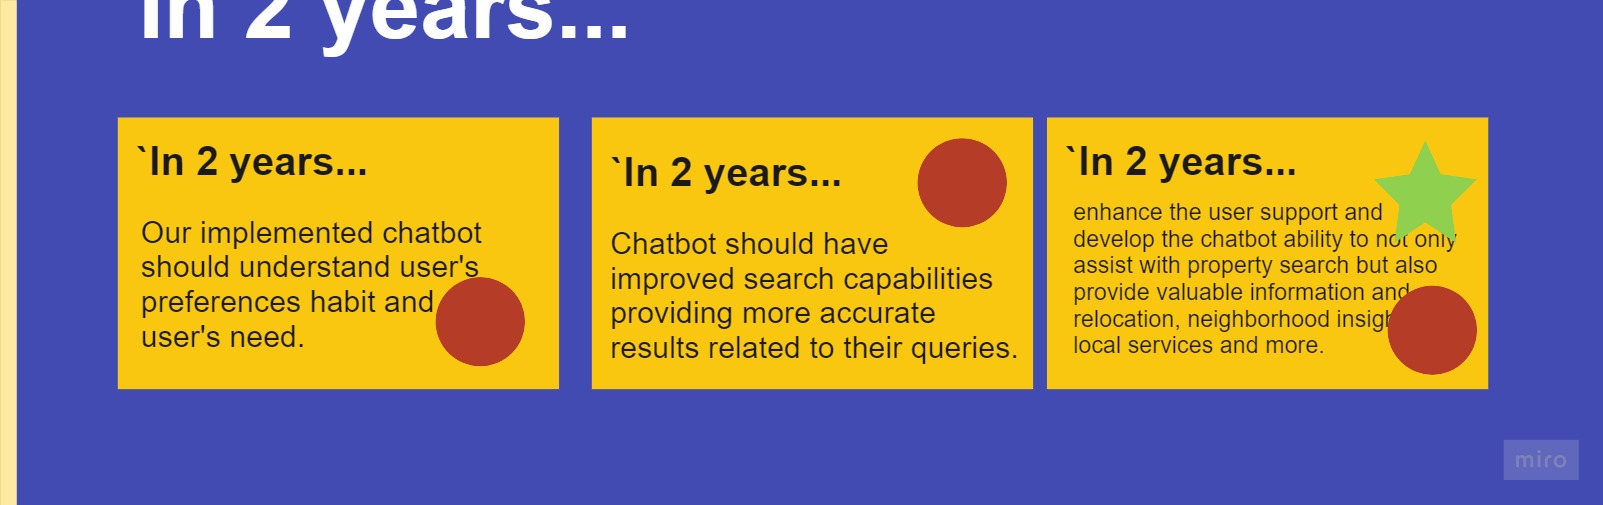 In 2 years...
`In 2 years...
Our implemented chatbot
should understand user's
preferences habit and
user's need.
`In 2 years...
Chatbot should have
improved search capabilities
providing more accurate
results related to their queries.
`In 2 years...
enhance the user support and
develop the chatbot ability to not only
assist with property search but also
provide valuable information and
relocation, neighborhood
local services and more.
miro